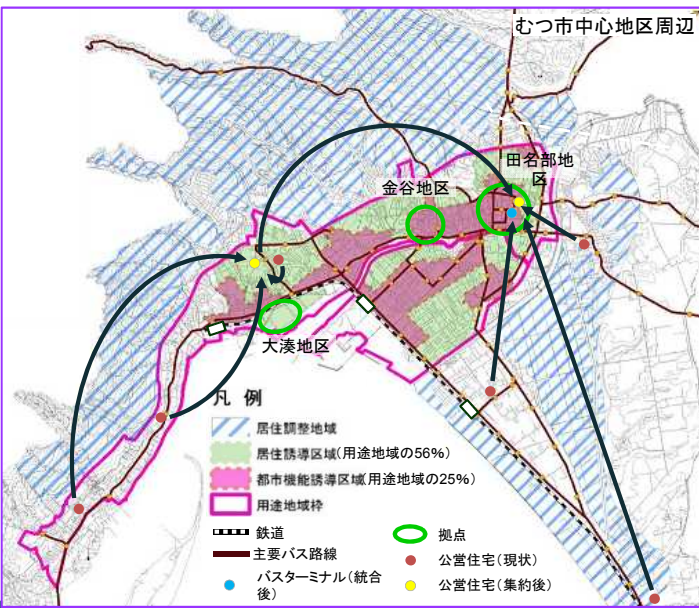 むつ市中心地区周辺
田名部地
区
金谷地区
大湊地区
凡 例
居住調整地域
居住誘導区域(用途地域の56%)
都市機能誘導区域(用途地域の25%)
用途地域枠
鉄道
主要バス路線
バスターミナル(統合
後)
拠点
公営住宅(現状)
公営住宅(集約後)